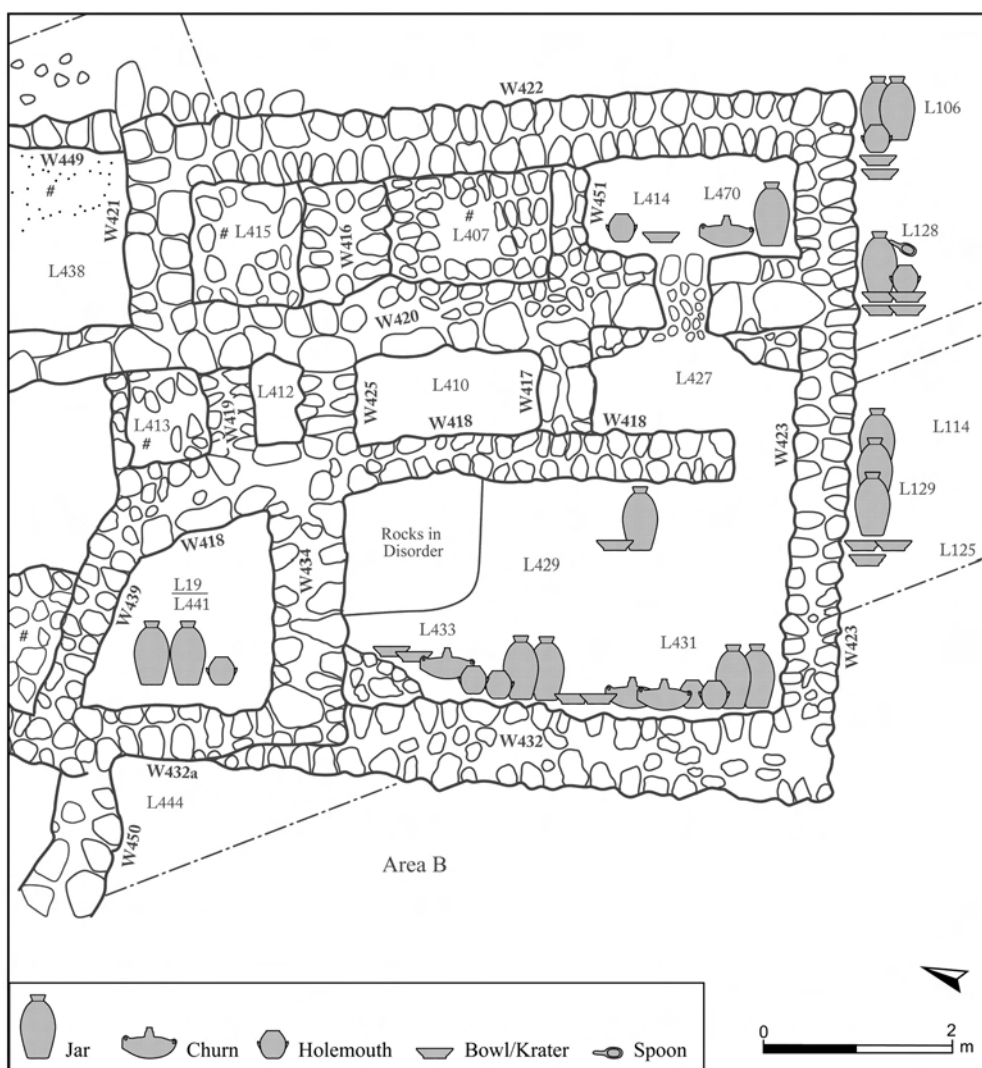 W422
L106
W449
#
W421
W451
L414
L470
#
L407
# L415
W416
L128
L438
W420
L427
L412
W425
L410
W417
L413
#
W419
W418
W418
W423
L114
L129
Rocks in
Disorder
L429
L125
W418
W434
L19
L441
W439
#
L433
L431
W423
W432
W432a
L444
W450
Area B
Jar Churn Holemouth Bowl/Krater Spoon
0 2
m